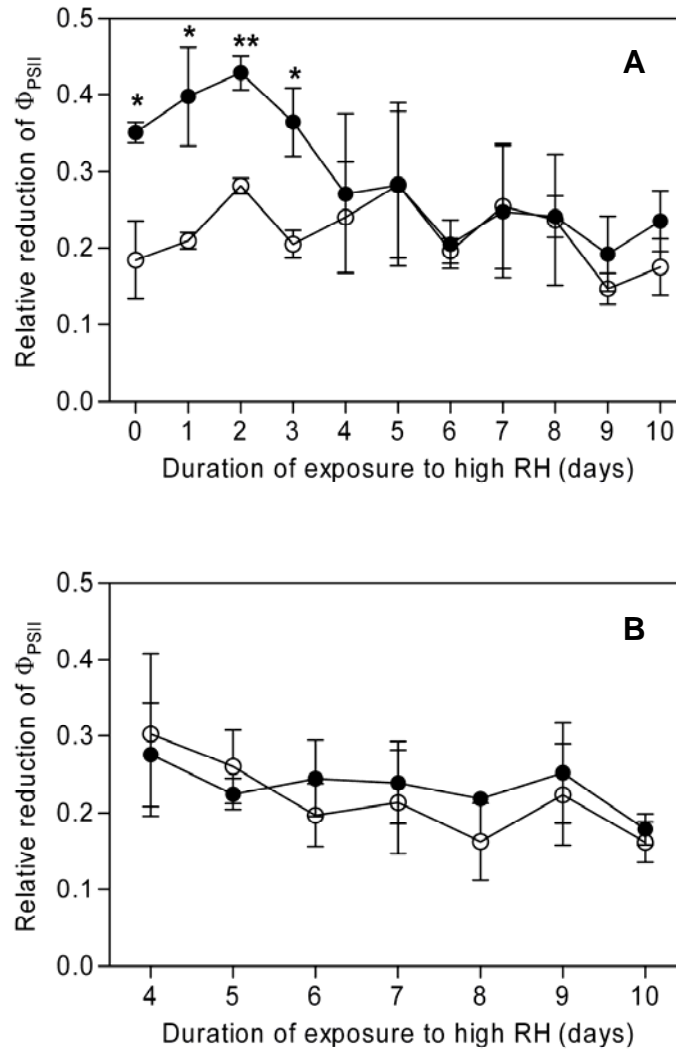 Relative reduction of Φ_PSII
0.5
0.4
0.3
0.2
0.1
0.0
A
* * ** *
0 1 2 3 4 5 6 7 8 9 10
Duration of exposure to high RH (days)
Relative reduction of Φ_PSII
0.5
0.4
0.3
0.2
0.1
0.0
B
4 5 6 7 8 9 10
Duration of exposure to high RH (days)